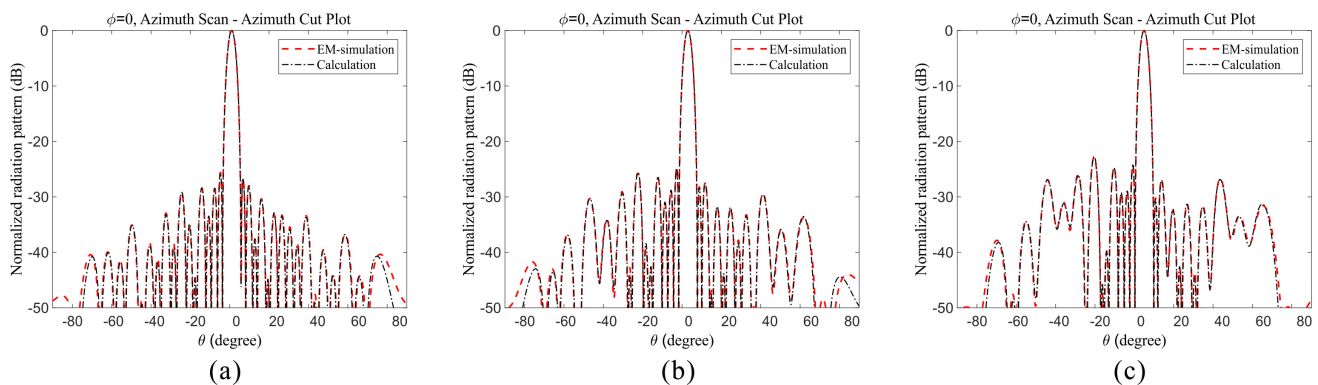 ϕ=0, Azimuth Scan - Azimuth Cut Plot
0
-10
-20
-30
-40
-50
Normalized radiation pattern (dB)
EM-simulation
Calculation
-80 -60 -40 -20 0 20 40 60 80
θ (degree)
(a)
ϕ=0, Azimuth Scan - Azimuth Cut Plot
0
-10
-20
-30
-40
-50
Normalized radiation pattern (dB)
EM-simulation
Calculation
-80 -60 -40 -20 0 20 40 60 80
θ (degree)
(b)
ϕ=0, Azimuth Scan - Azimuth Cut Plot
0
-10
-20
-30
-40
-50
Normalized radiation pattern (dB)
EM-simulation
Calculation
-80 -60 -40 -20 0 20 40 60 80
θ (degree)
(c)